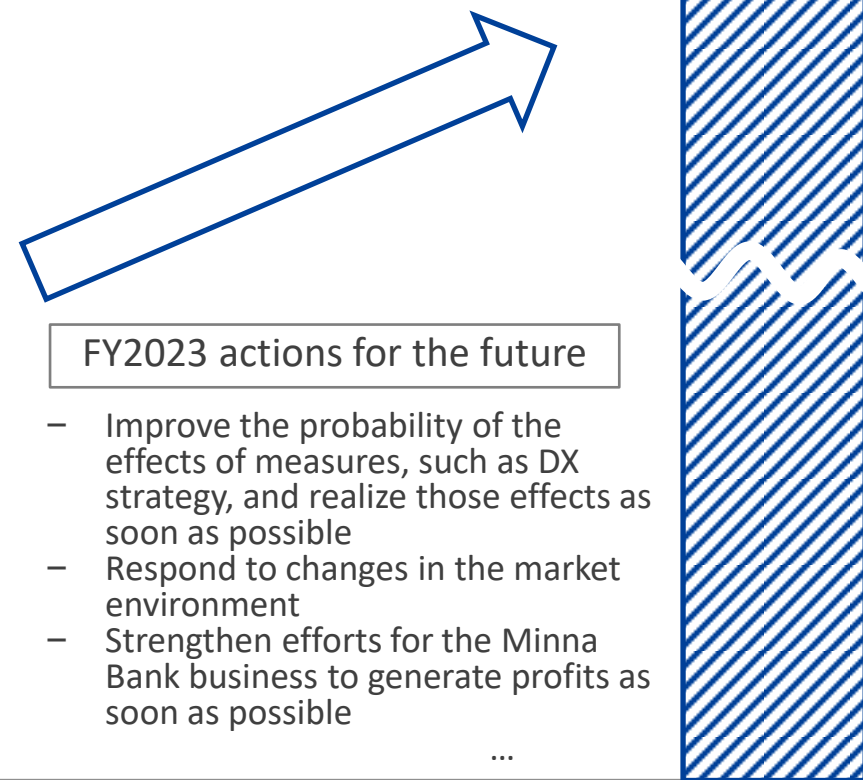 FY2023 actions for the future
– Improve the probability of the
effects of measures, such as DX
strategy, and realize those effects as
soon as possible
– Respond to changes in the market
environment
– Strengthen efforts for the Minna
Bank business to generate profits as
soon as possible
...